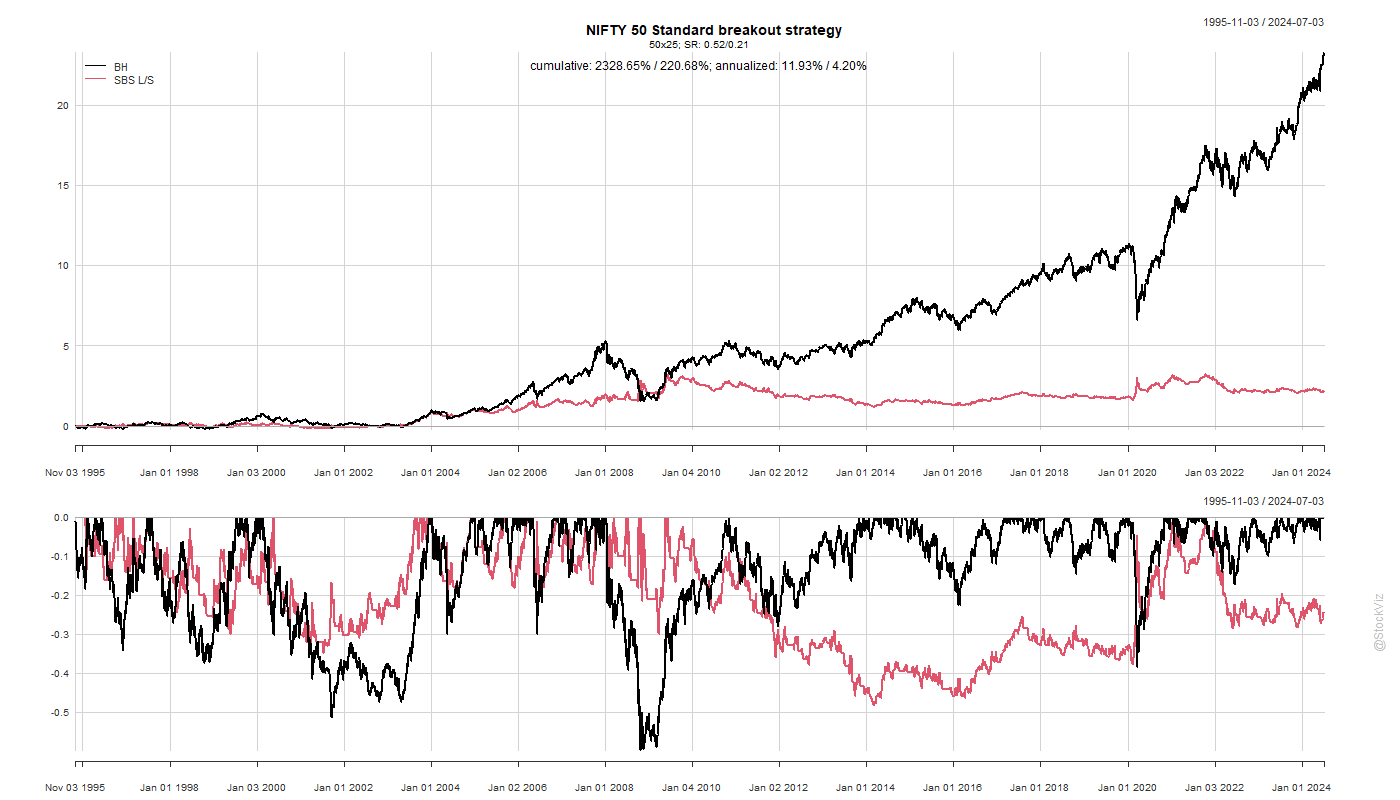 1995-11-03 / 2024-07-03
NIFTY 50 Standard breakout strategy
50x25; SR: 0.52/0.21
cumulative: 2328.65% / 220.68%; annualized: 11.93% / 4.20%
BH
SBS L/S
20
15
10
5
0
Nov 03 1995 Jan 01 1998 Jan 03 2000 Jan 01 2002 Jan 01 2004 Jan 02 2006 Jan 01 2008 Jan 04 2010 Jan 02 2012 Jan 01 2014 Jan 01 2016 Jan 01 2018 Jan 01 2020 Jan 03 2022 Jan 01 2024
1995-11-03 / 2024-07-03
0.0
-0.1
-0.2
-0.3
-0.4
-0.5
@StockViz
Nov 03 1995 Jan 01 1998 Jan 03 2000 Jan 01 2002 Jan 01 2004 Jan 02 2006 Jan 01 2008 Jan 04 2010 Jan 02 2012 Jan 01 2014 Jan 01 2016 Jan 01 2018 Jan 01 2020 Jan 03 2022 Jan 01 2024